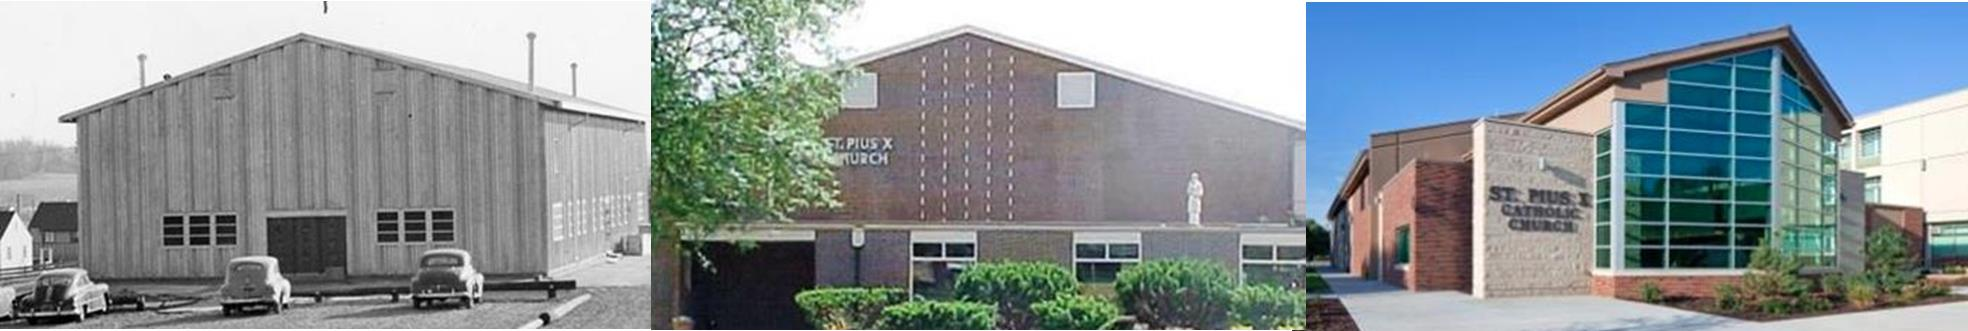 ST. PIUS X
CHURCH
ST. PIUS X
CATHOLIC
CHURCH